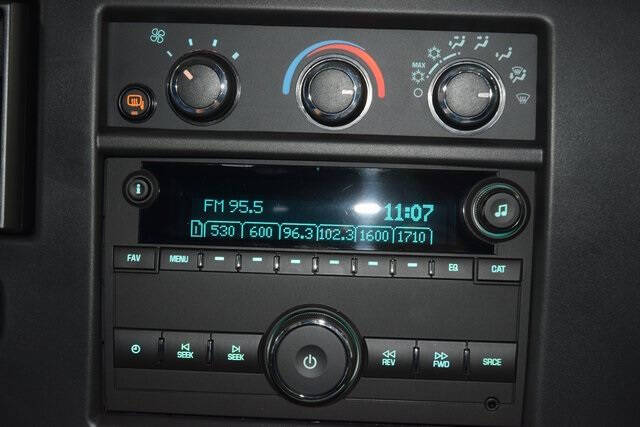 MAX
FM 95.5
11:07
1 530 600 96.3 102.3 1600 1710
FAV MENU EQ CAT
SEEK SEEK REV FWD SRCE